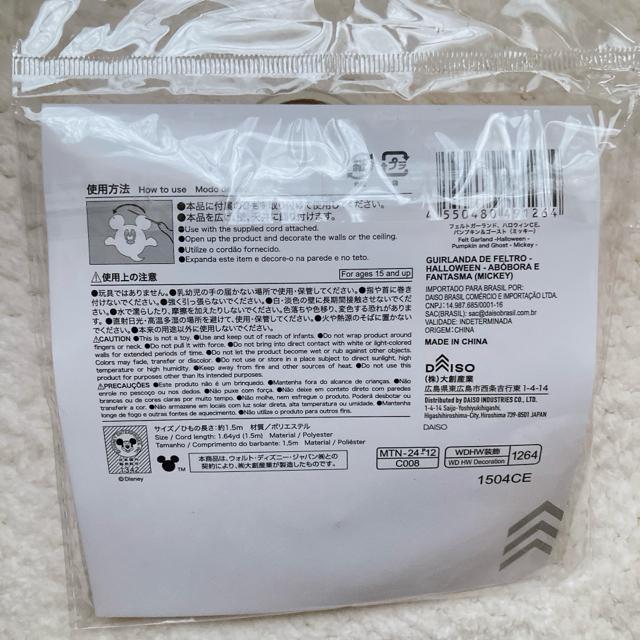 プラ
使用方法 How to use Modo d
●本品に付属のひもを取り付けて使用してください。
●本品を広げ、壁や天井に飾り付けてください。
●Use with the supplied cord attached.
●Open up the product and decorate the walls or the ceiling.
●Utilize o cordão fornecido.
●Expanda este item e decore-o na parede e no teto.
⚠使用上の注意
For ages 15 and up
●玩具ではありません。●乳幼児の手の届かない場所で使用・保管してください。●指や首に巻き
付けないでください。●強く引っ張らないでください。●白・淡色の壁に長期間接触させないでくださ
い。●水で濡らしたり、摩擦を加えたりしないでください。色落ちや色移り、変色する恐れがありま
す。●直射日光・高温多湿の場所を避けて、使用・保管してください。●火や熱源のそばに置かない
でください。●本来の用途以外に使用しないでください。
⚠CAUTION ●This is not a toy. ●Use and keep out of reach of infants. ●Do not wrap product around
fingers or neck. ●Do not pull it with force. ●Do not bring into direct contact with white or light-colored
walls for extended periods of time. ●Do not let the product become wet or rub against other objects.
Colors may fade, transfer or discolor. ●Do not use or store in a place subject to direct sunlight, high
temperature or high humidity. ●Keep away from fire and other sources of heat. ●Do not use this
product for purposes other than its intended purpose.
⚠PRECAUÇÕES ●Este produto não é um brinquedo. ●Mantenha fora do alcance de crianças. ●Não
enrole no pescoço ou nos dedos. ●Não puxe com força. ●Não deixe em contato direto com paredes
brancas ou coloridas por muito tempo. ●Não molhe, nem esfregue o produto. Poderá desbotar ou
transferir a cor. ●Não armazene em locais com luz solar direta, alta temperatura ou umidade. ●Mantenha
longe de fogo e outras fontes de aquecimento. ●Não utilize o produto para outros fins.
サイズ/ひもの長さ:約1.5m 材質/ポリエステル
Size / Cord length: 1.64yd (1.5m) Material / Polyester
Tamanho / Comprimento do barbante: 1,5m Material / Poliéster
1342
©Disney
本商品は、ウォルト・ディズニー・ジャパン㈱との
契約により、㈱大創産業が製造したものです。
MTN-24#12
C008
WDHW装飾
WD HW Decoration
1264
1504CE
4 550480 491264
フェルトガーランド、ハロウィンCE、
パンプキン&ゴースト(ミッキー)
Felt Garland -Halloween -
Pumpkin and Ghost - Mickey -
GUIRLANDA DE FELTRO -
HALLOWEEN - ABÓBORA E
FANTASMA (MICKEY)
IMPORTADO PARA BRASIL POR:
DAISO BRASIL COMÉRCIO E IMPORTAÇÃO LTDA.
CNPJ:14.987.685/0001-16
SAC(BRASIL): sac@daisobrasil.com.br
VALIDADE: INDETERMINADA
ORIGEM: CHINA
MADE IN CHINA
DAISO
(株)大創産業
広島県東広島市西条吉行東1-4-14
Distributed by DAISO INDUSTRIES CO., LTD.
1-4-14 Saijo-Yoshiyukihigashi,
Higashihiroshima-City, Hiroshima 739-8501 JAPAN
DAISO